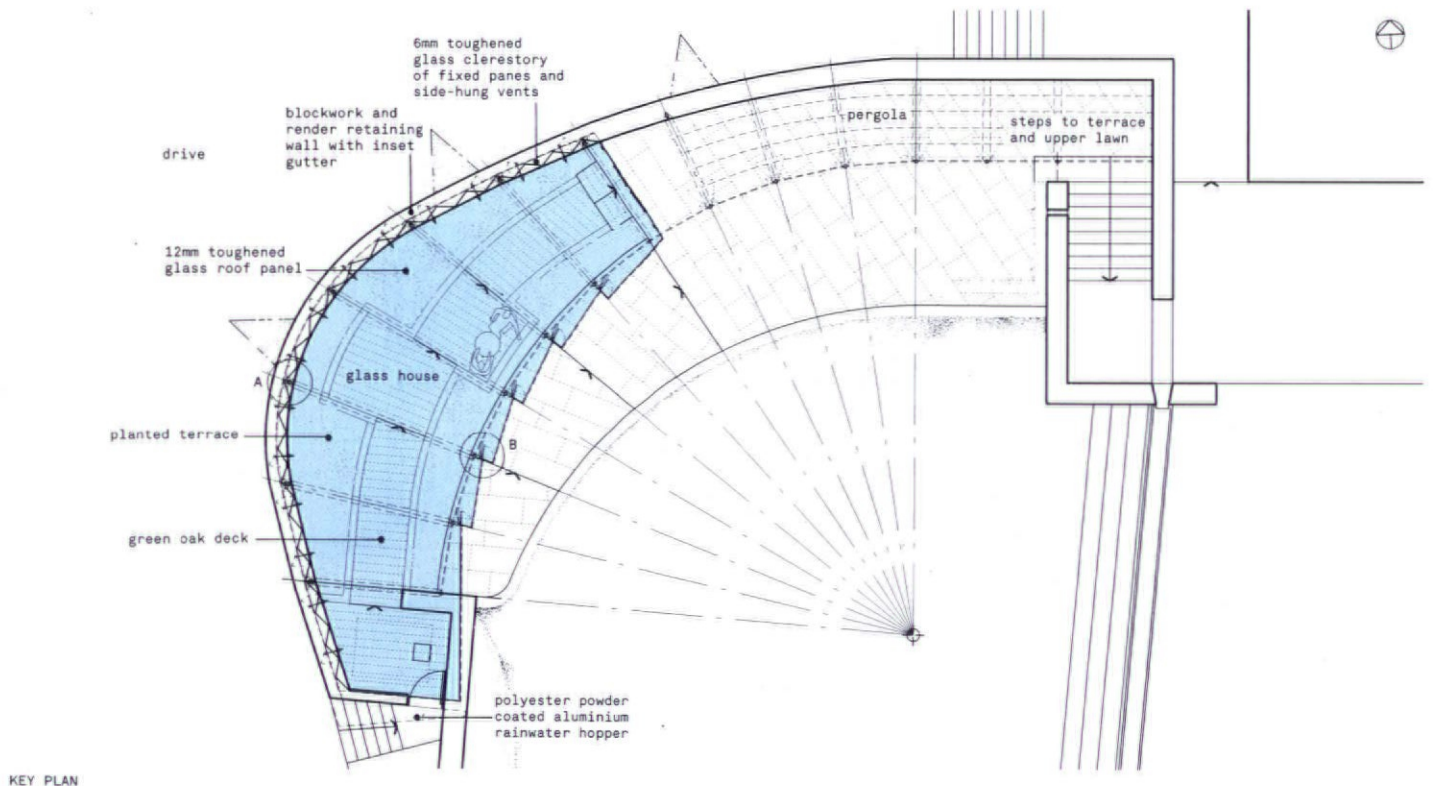 6mm toughened
glass clerestory
of fixed panes and
side-hung vents
blockwork and
render retaining
wall with inset
gutter
drive
pergola
steps to terrace
and upper lawn
12mm toughened
glass roof panel
A
glass house
planted terrace
B
green oak deck
polyester powder
coated aluminium
rainwater hopper
KEY PLAN